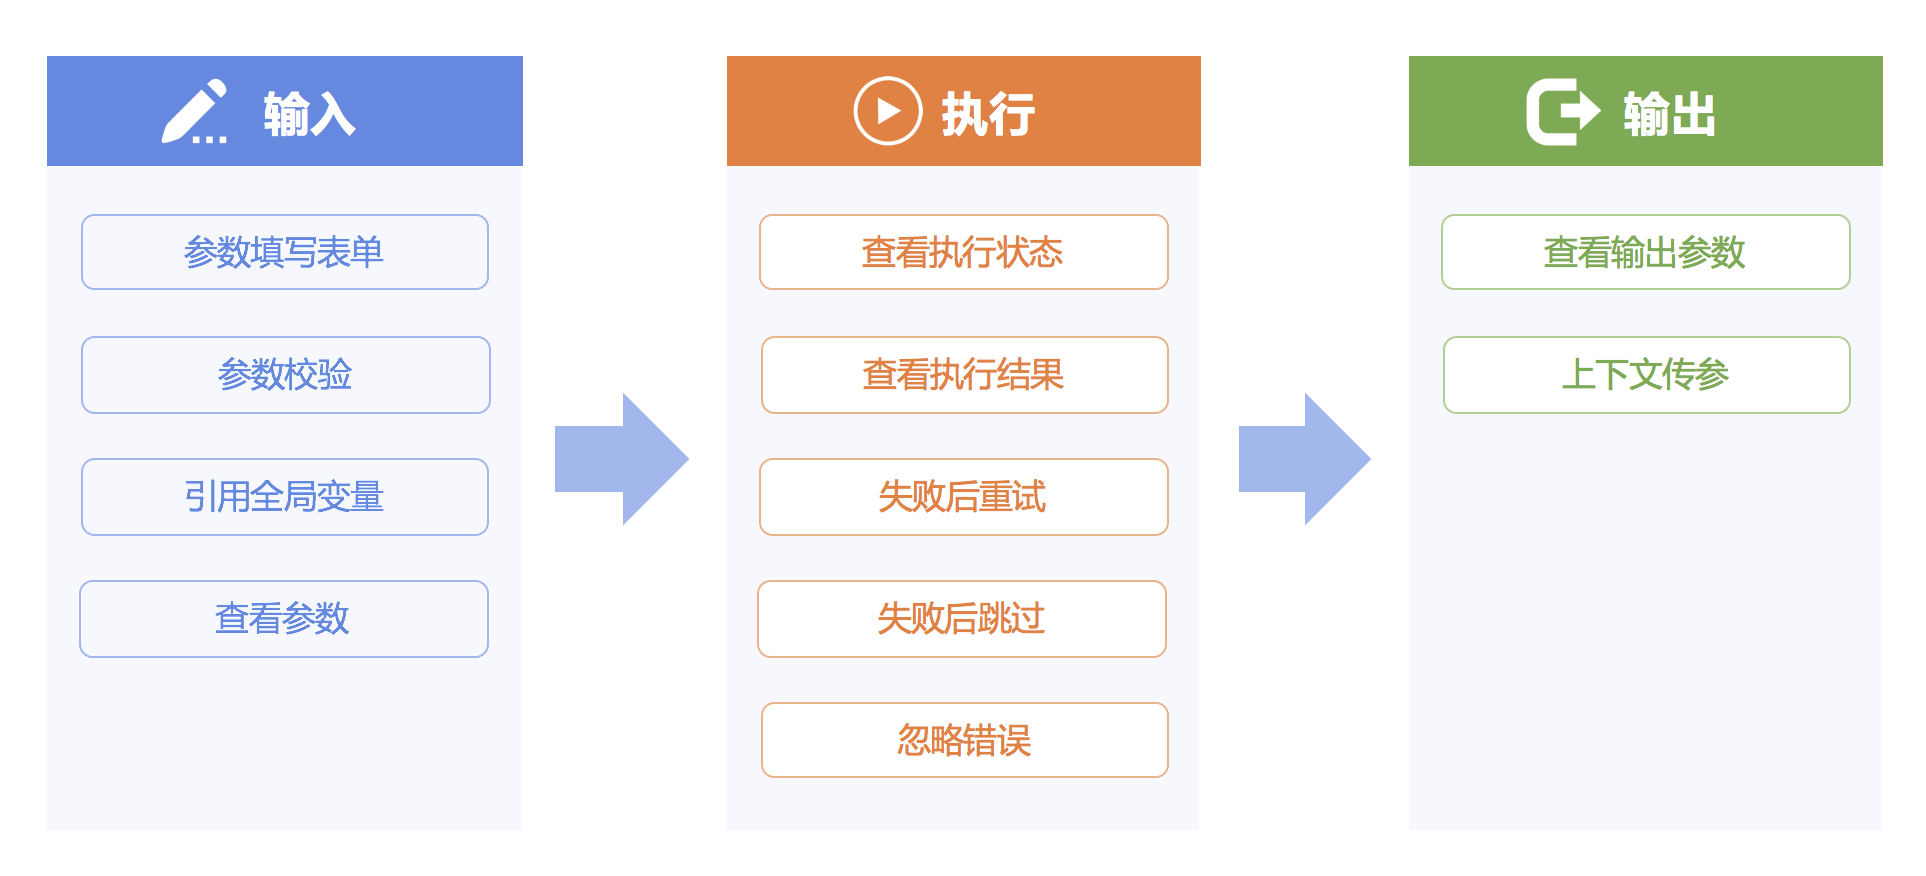 输入
参数填写表单
参数校验
引用全局变量
查看参数
执行
查看执行状态
查看执行结果
失败后重试
失败后跳过
忽略错误
输出
查看输出参数
上下文传参